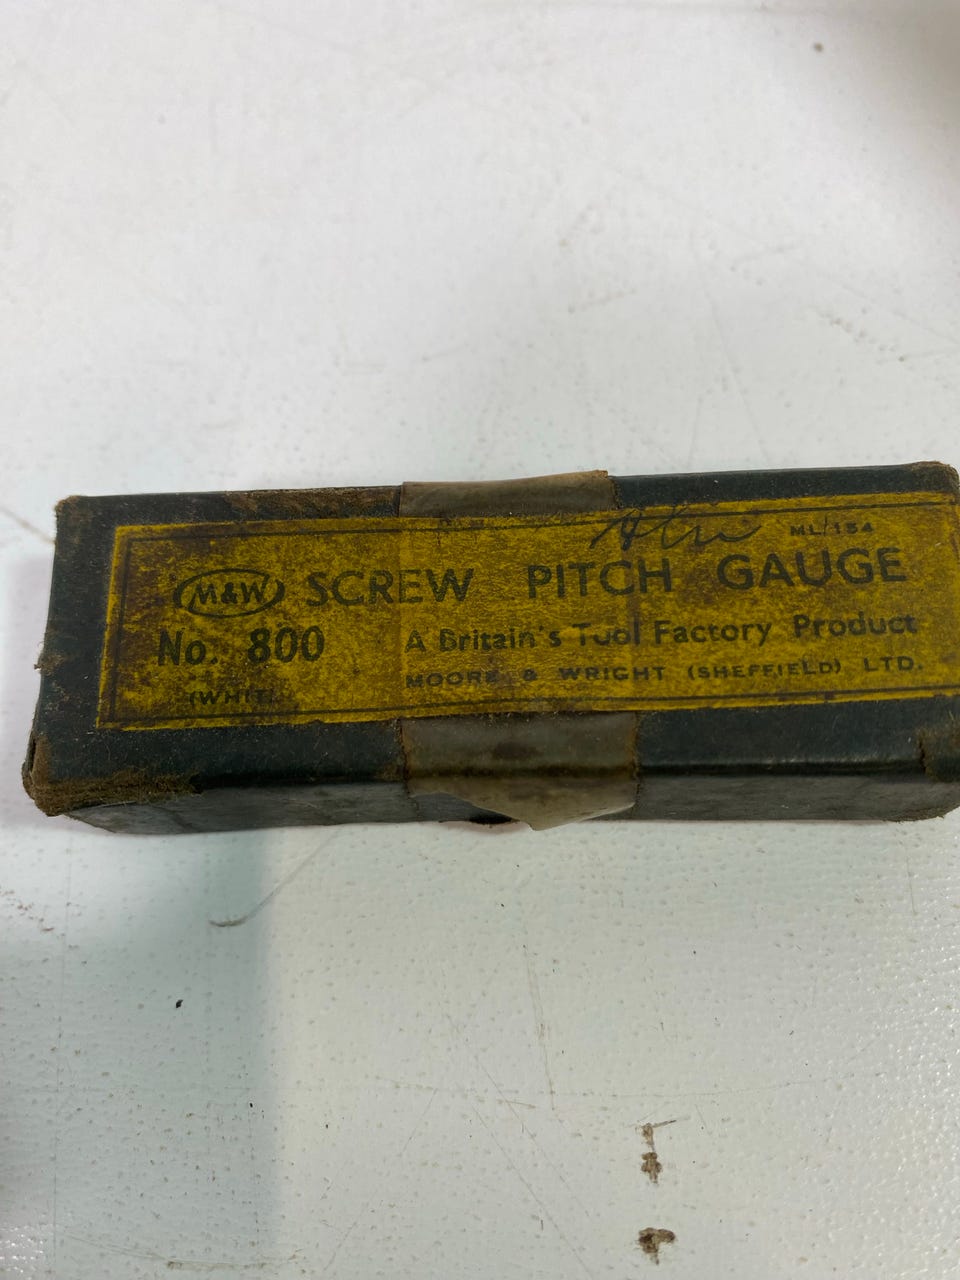 ML/154
M&W SCREW PITCH GAUGE
No. 800 A Britain's Tool Factory Product
(WHIT) MOORE & WRIGHT (SHEFFIELD) LTD.